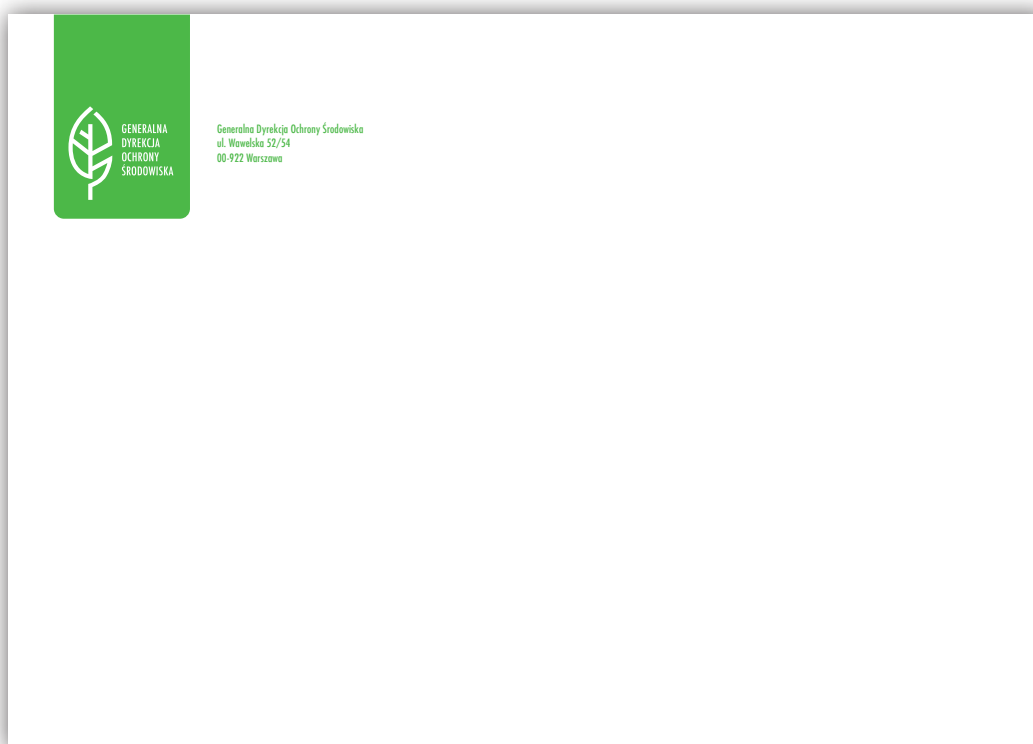 GENERALNA
DYREKCJA
OCHRONY
ŚRODOWISKA
Generalna Dyrekcja Ochrony Środowiska
ul. Wawelska 52/54
00-922 Warszawa